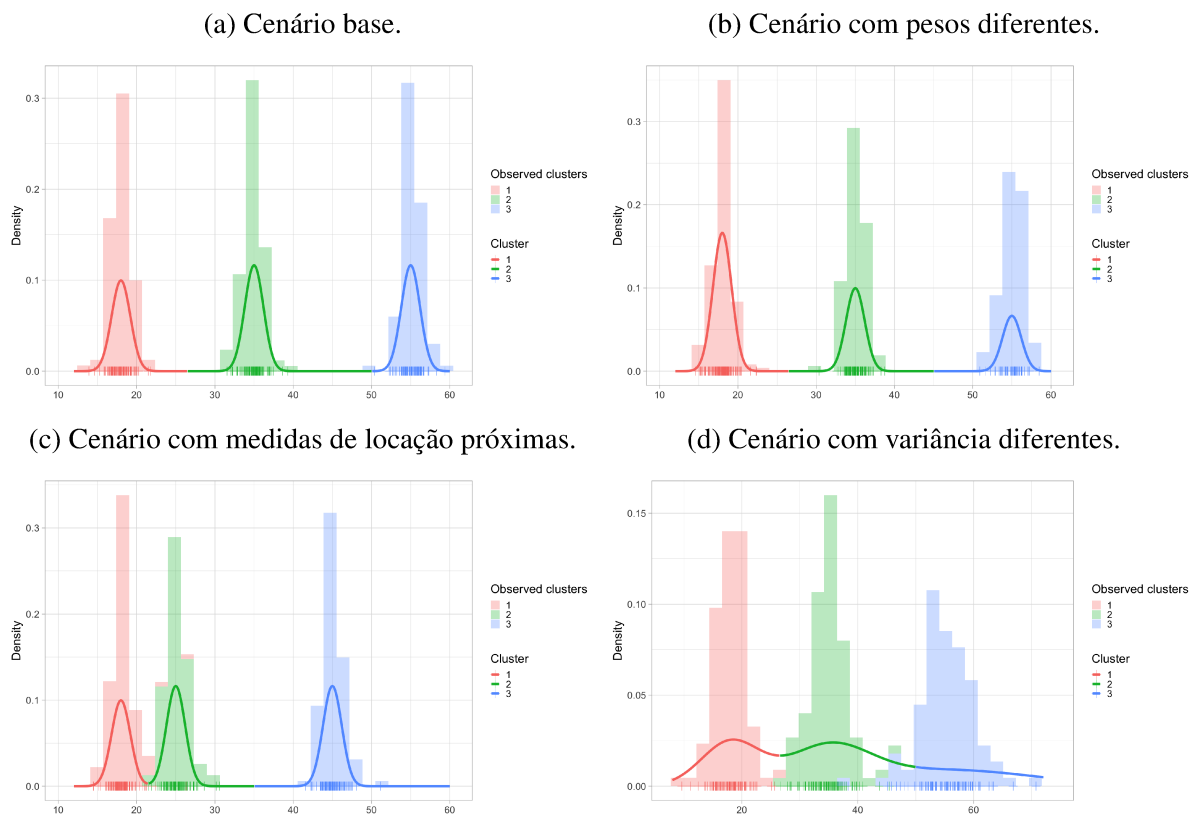 (a) Cenário base.
(b) Cenário com pesos diferentes.
0.3
0.2
0.1
0.0
Density
10 20 30 40 50 60
Observed clusters
1
2
3
Cluster
1
2
3
0.3
0.2
0.1
0.0
Density
10 20 30 40 50 60
Observed clusters
1
2
3
Cluster
1
2
3
(c) Cenário com medidas de locação próximas.
(d) Cenário com variância diferentes.
0.3
0.2
0.1
0.0
Density
10 20 30 40 50 60
Observed clusters
1
2
3
Cluster
1
2
3
0.15
0.10
0.05
0.00
Density
20 40 60
Observed clusters
1
2
3
Cluster
1
2
3